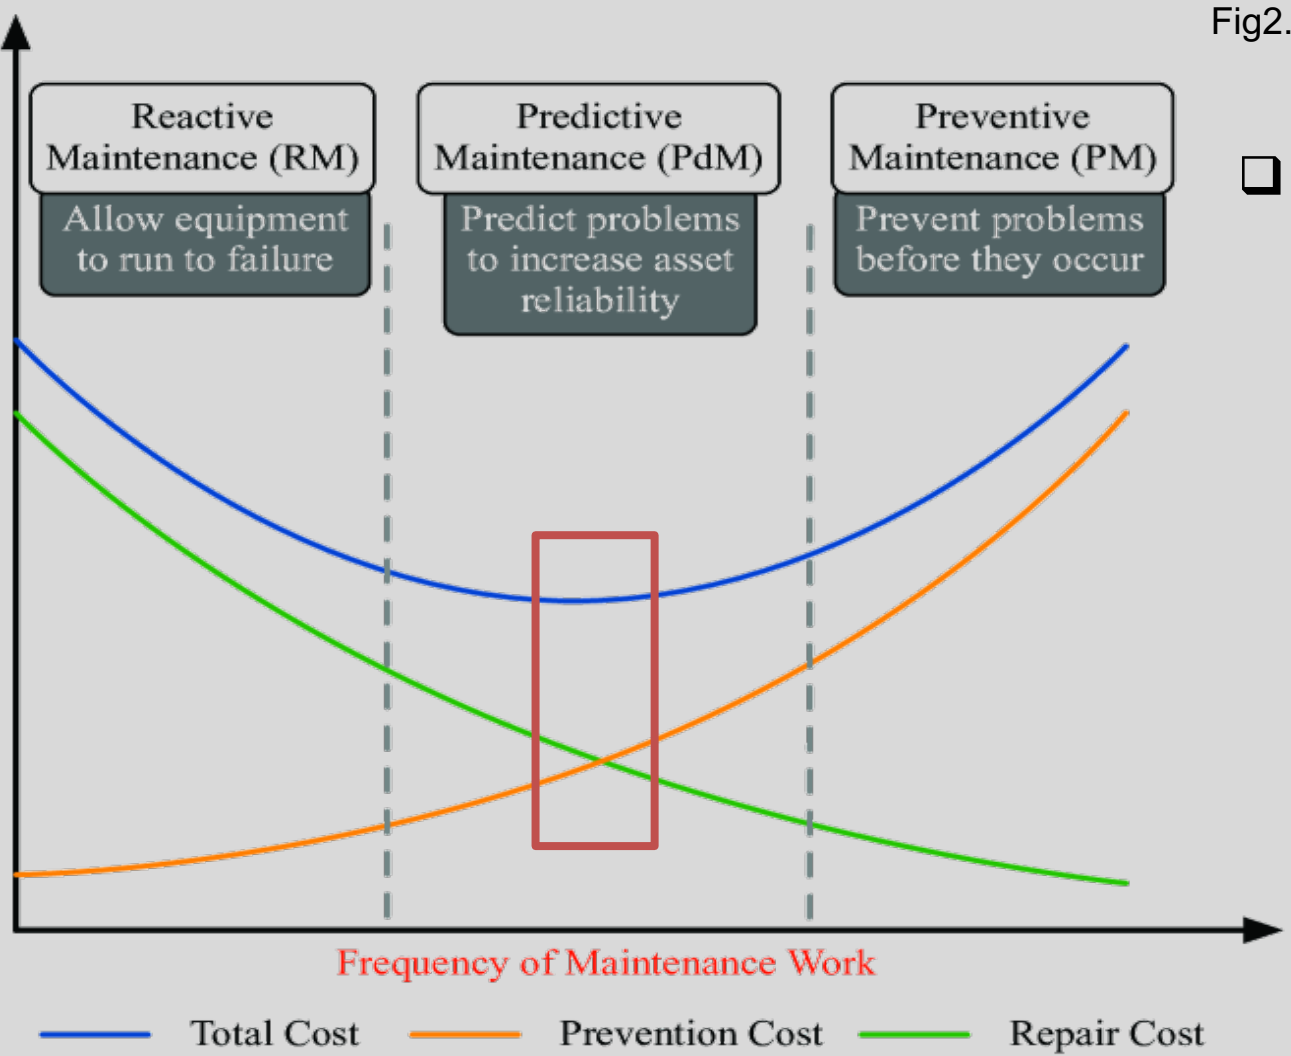 Fig2.
Reactive
Maintenance (RM)
Allow equipment
to run to failure
Predictive
Maintenance (PdM)
Predict problems
to increase asset
reliability
Preventive
Maintenance (PM)
Prevent problems
before they occur
Frequency of Maintenance Work
Total Cost
Prevention Cost
Repair Cost